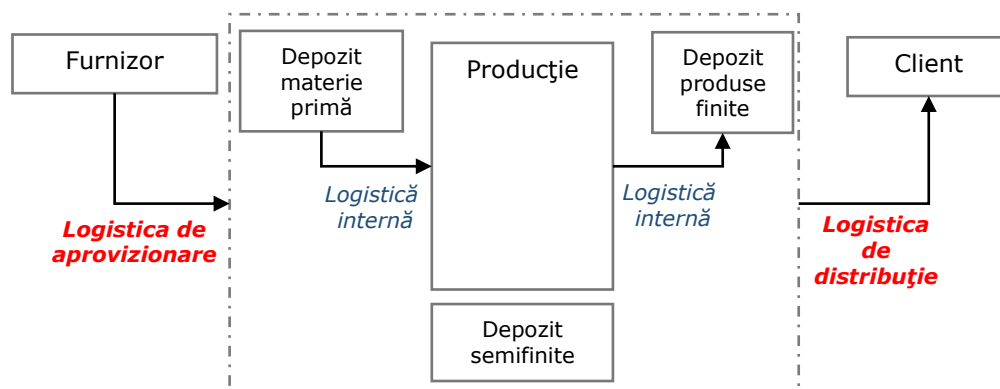 Furnizor
Depozit
materie
primă
Producţie
Depozit
produse
finite
Client
Logistică
internă
Logistică
internă
Logistica de
aprovizionare
Logistica
de
distribuţie
Depozit
semifinite